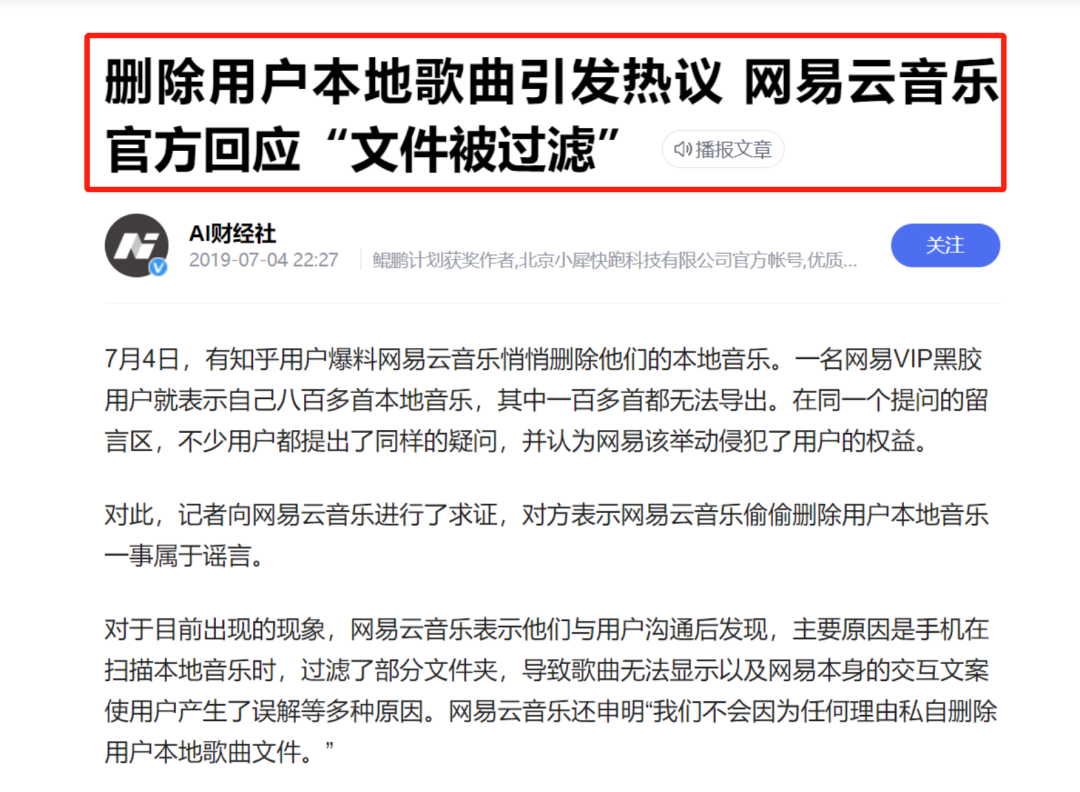 删除用户本地歌曲引发热议 网易云音乐
官方回应“文件被过滤”
播报文章
AI财经社
2019-07-04 22:27
鲲鹏计划获奖作者,北京小犀快跑科技有限公司官方帐号,优质...
关注
7月4日，有知乎用户爆料网易云音乐悄悄删除他们的本地音乐。一名网易VIP黑胶
用户就表示自己八百多首本地音乐，其中一百多首都无法导出。在同一个提问的留
言区，不少用户都提出了同样的疑问，并认为网易该举动侵犯了用户的权益。
对此，记者向网易云音乐进行了求证，对方表示网易云音乐偷偷删除用户本地音乐
一事属于谣言。
对于目前出现的现象，网易云音乐表示他们与用户沟通后发现，主要原因是手机在
扫描本地音乐时，过滤了部分文件夹，导致歌曲无法显示以及网易本身的交互文案
使用户产生了误解等多种原因。网易云音乐还申明“我们不会因为任何理由私自删除
用户本地歌曲文件。”